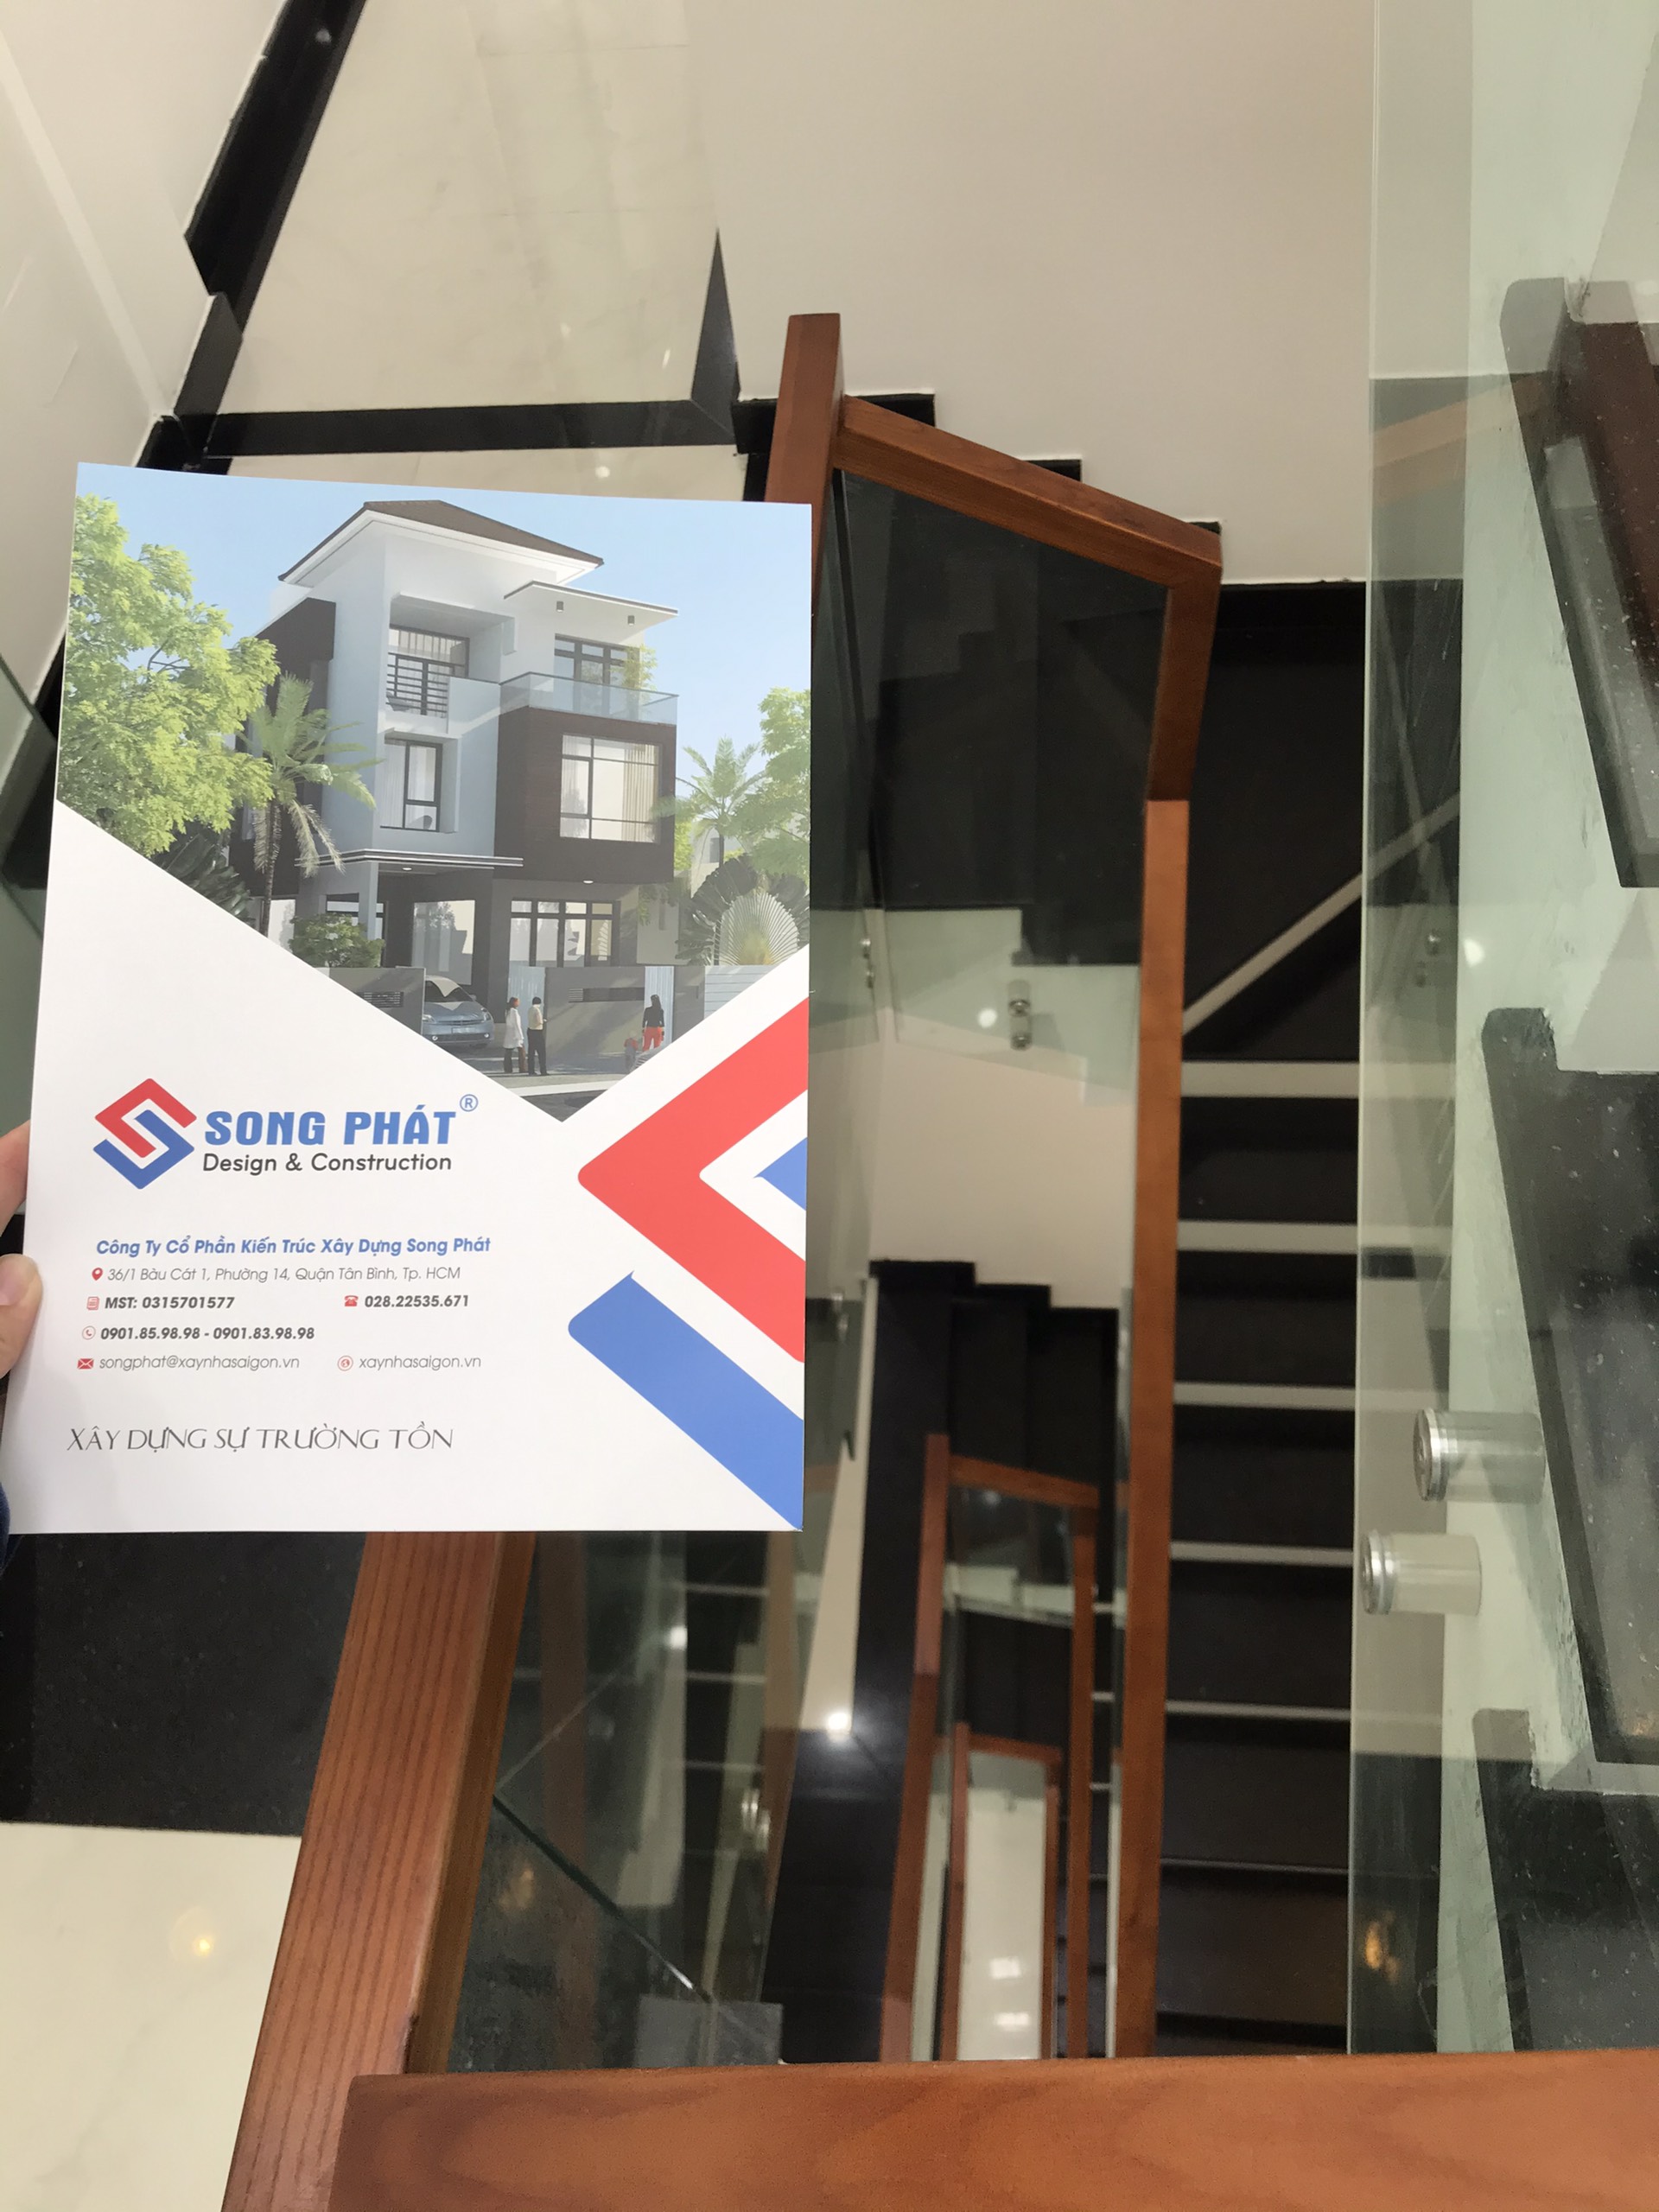 SONG PHÁT®
Design & Construction
Công Ty Cổ Phần Kiến Trúc Xây Dựng Song Phát
36/1 Bàu Cát 1, Phường 14, Quận Tân Bình, Tp. HCM
MST: 0315701577 028.22535.671
0901.85.98.98 - 0901.83.98.98
songphat@xaynhasaigon.vn xaynhasaigon.vn
XÂY DỰNG SỰ TRƯỜNG TỒN